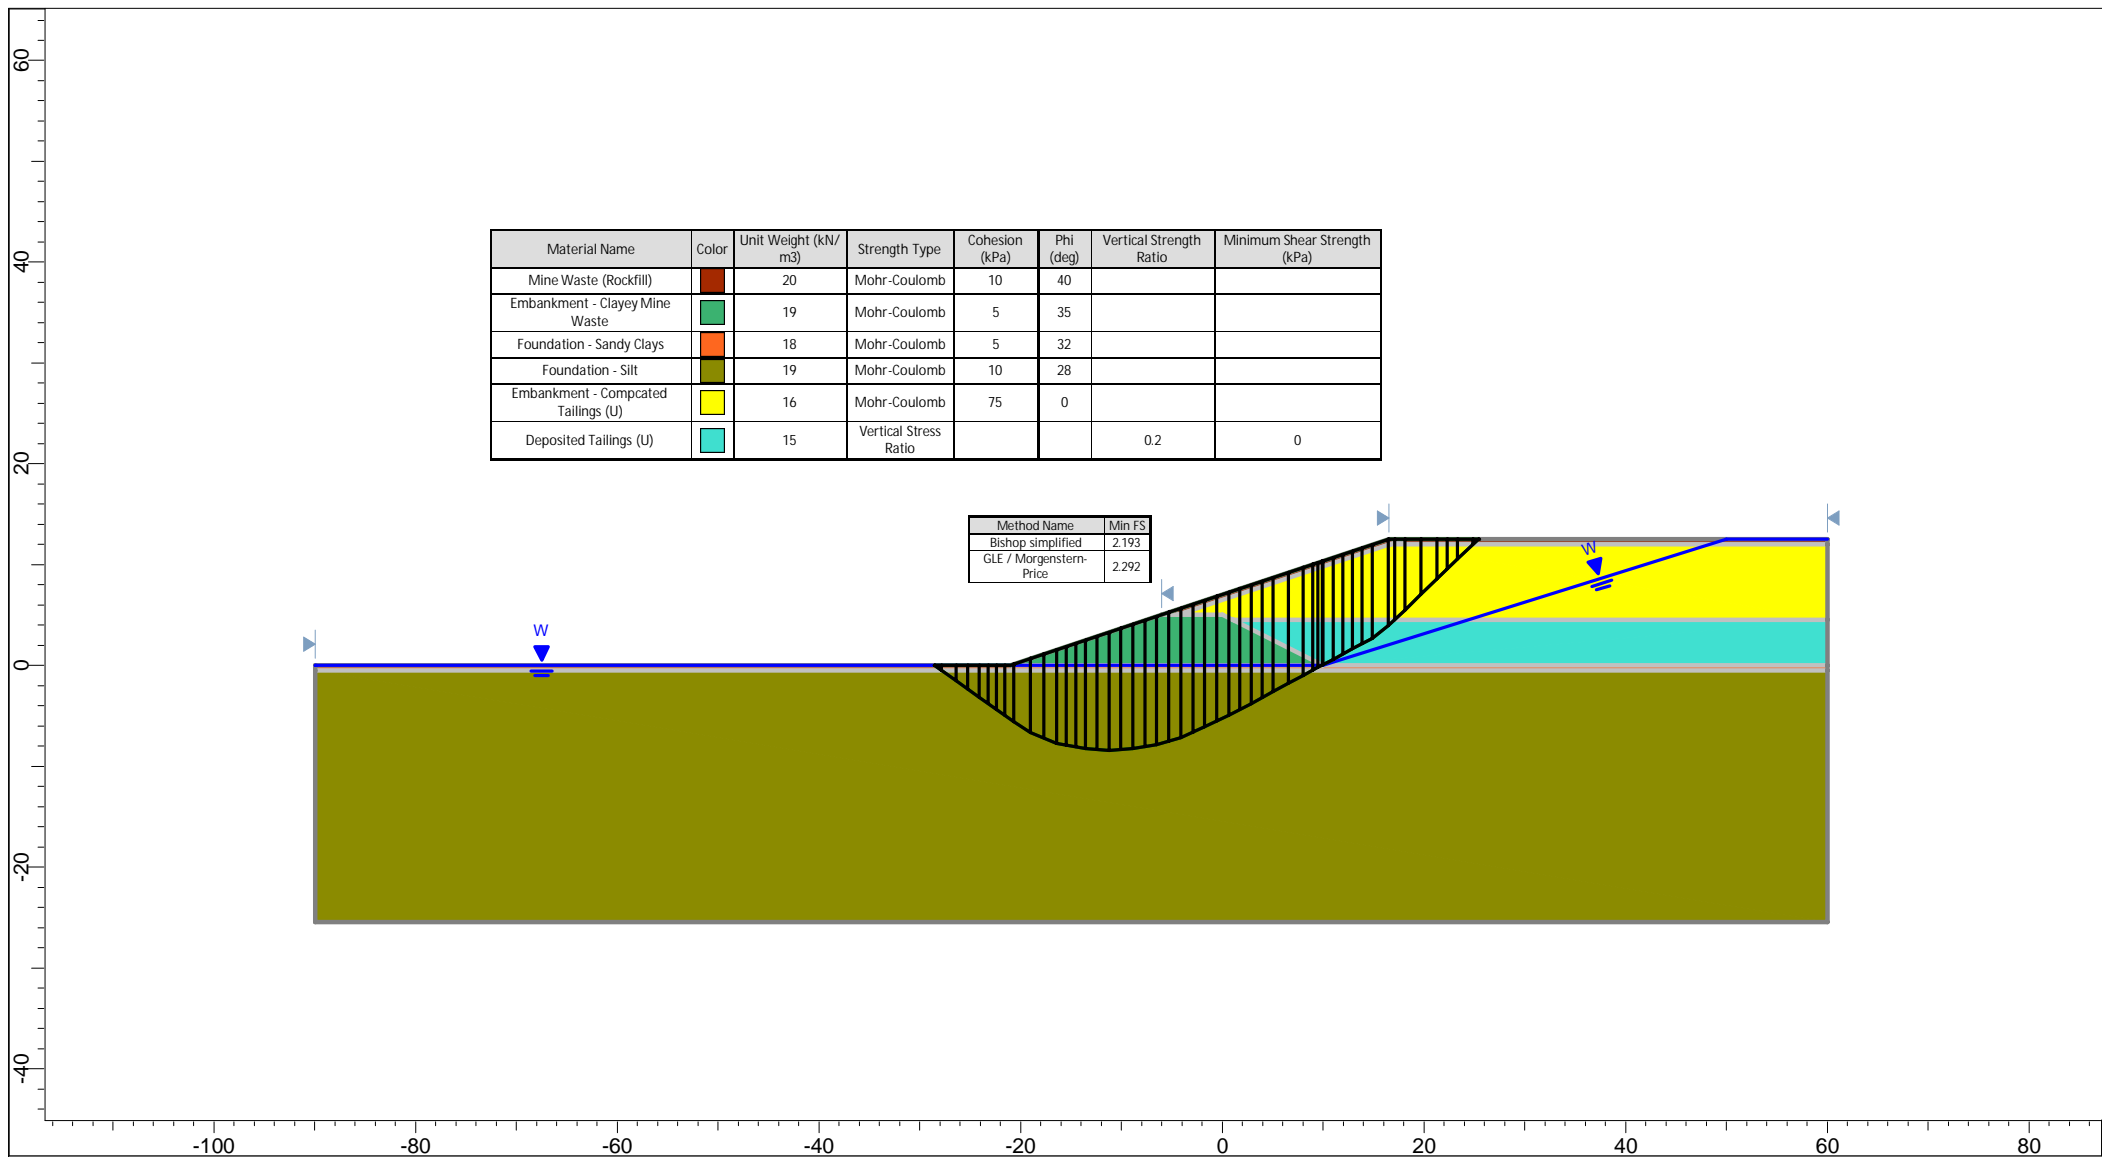 60
40
20
0
-20
-40
Material Name Color Unit Weight (kN/ m3) Strength Type Cohesion (kPa) Phi (deg) Vertical Strength Ratio Minimum Shear Strength (kPa)
Mine Waste (Rockfill) 20 Mohr-Coulomb 10 40
Embankment - Clayey Mine Waste 19 Mohr-Coulomb 5 35
Foundation - Sandy Clays 18 Mohr-Coulomb 5 32
Foundation - Silt 19 Mohr-Coulomb 10 28
Embankment - Compcated Tailings (U) 16 Mohr-Coulomb 75 0
Deposited Tailings (U) 15 Vertical Stress Ratio 0.2 0
Method Name Min FS
Bishop simplified 2.193
GLE / Morgenstern-Price 2.292
W
W
-100 -80 -60 -40 -20 0 20 40 60 80